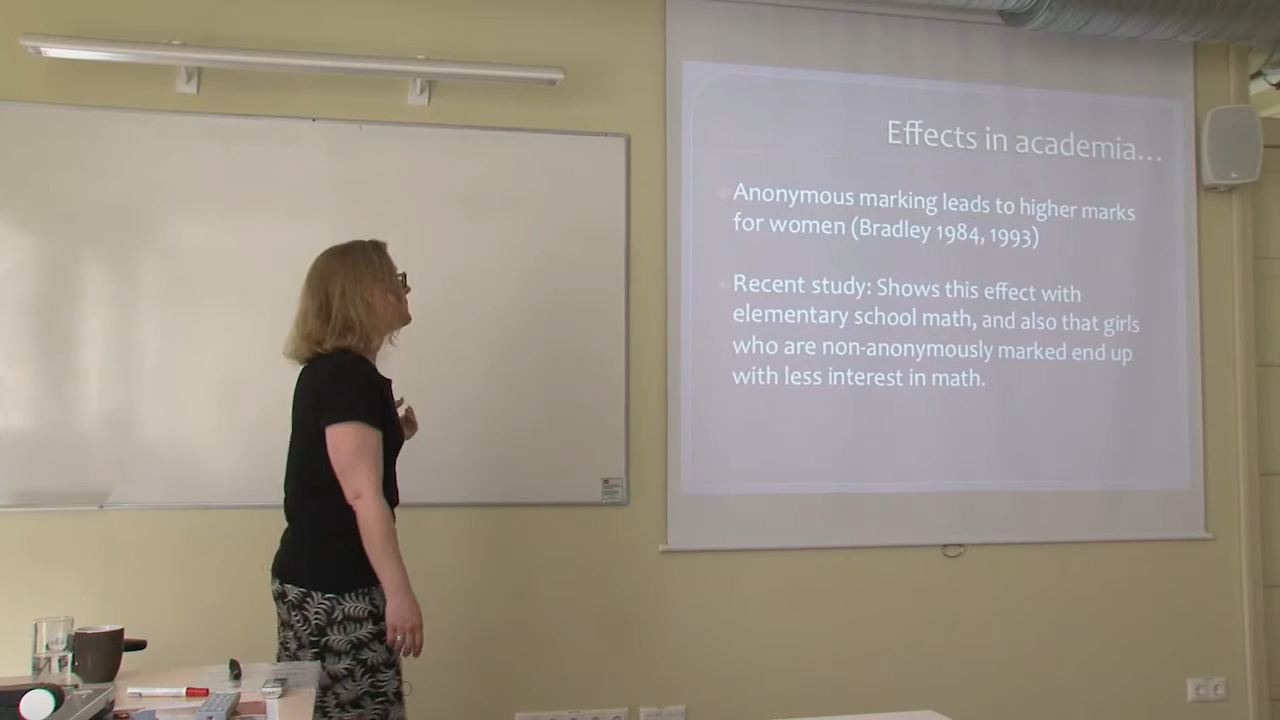 Effects in academia...
Anonymous marking leads to higher marks
for women (Bradley 1984, 1993)
Recent study: Shows this effect with
elementary school math, and also that girls
who are non-anonymously marked end up
with less interest in math.